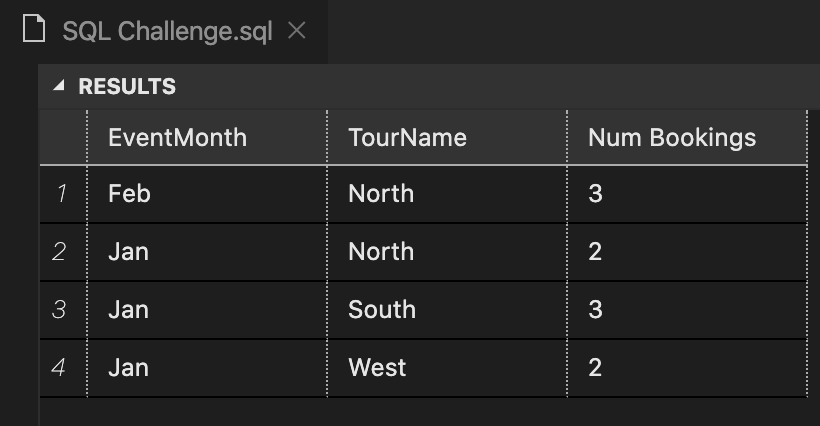 SQL Challenge.sql
RESULTS
EventMonth TourName Num Bookings
1 Feb North 3
2 Jan North 2
3 Jan South 3
4 Jan West 2